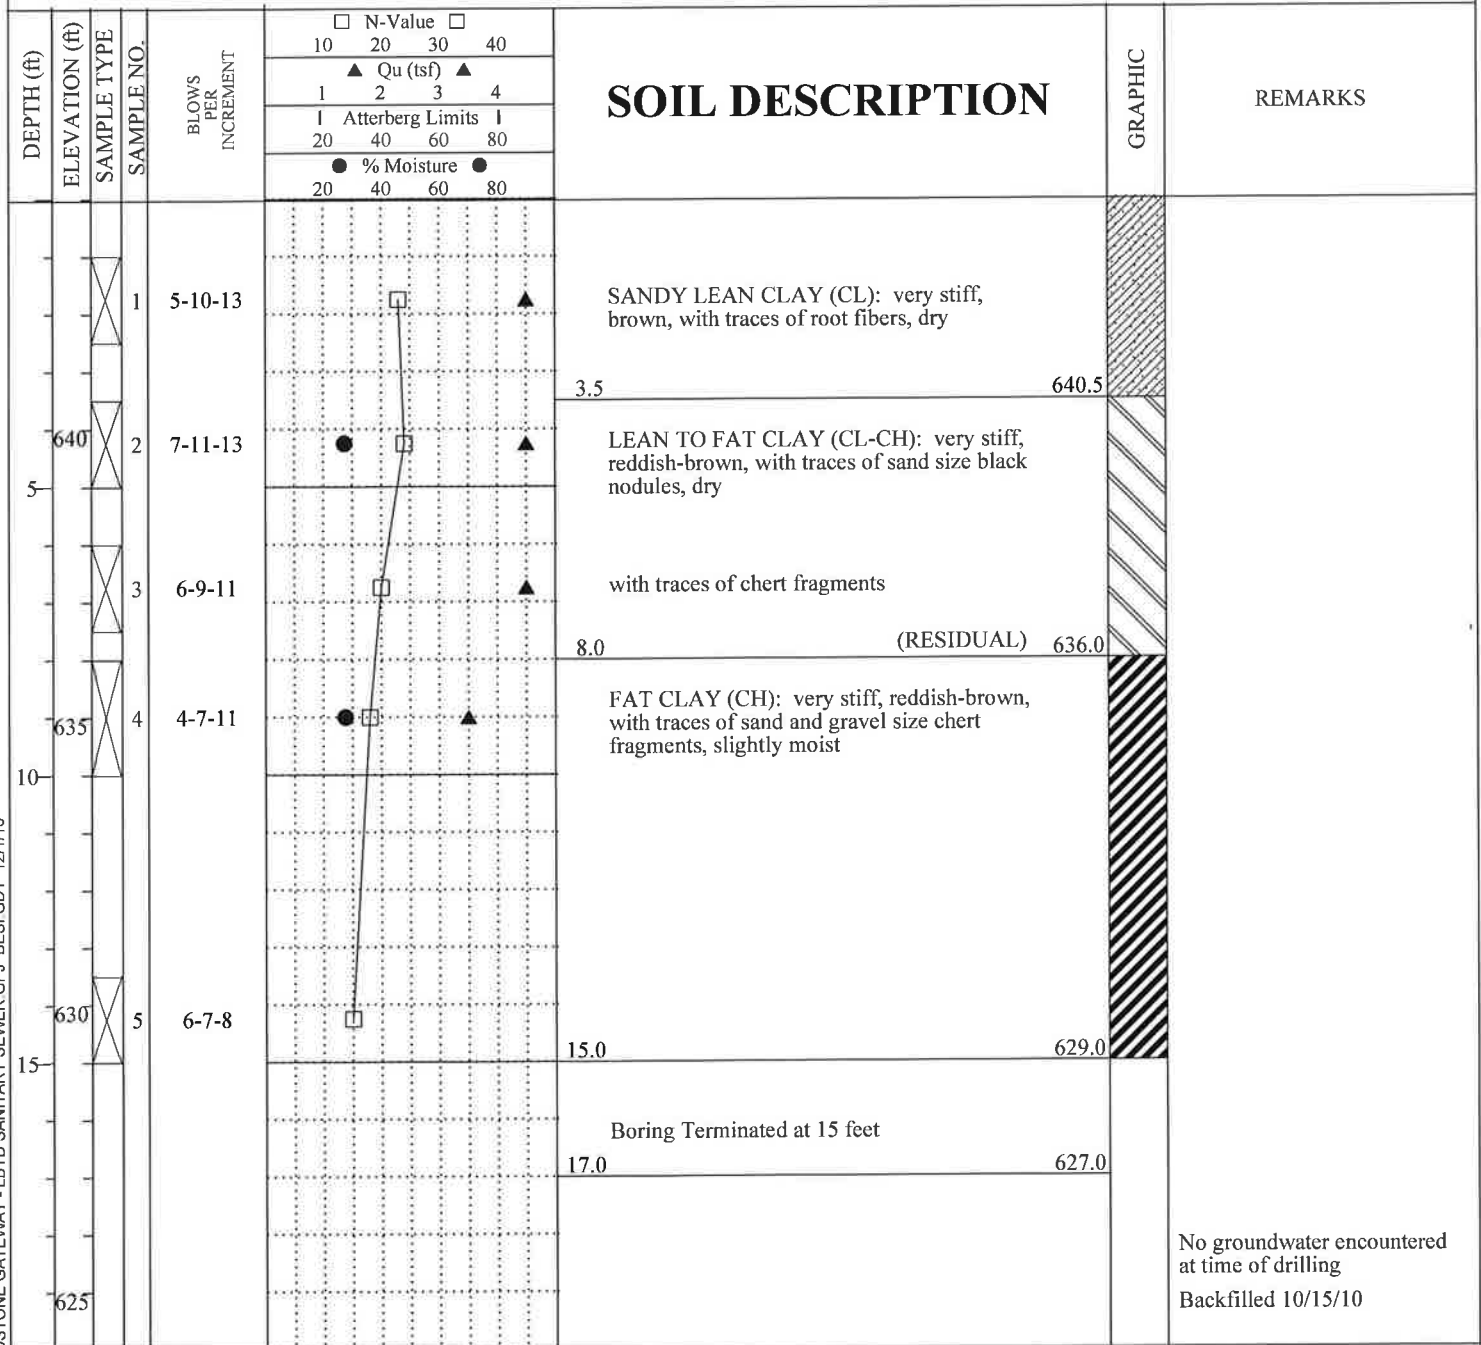 DEPTH (ft)
ELEVATION (ft)
SAMPLE TYPE
SAMPLE NO.
BLOWS
PER
INCREMENT
N-Value
10 20 30 40
Qu (tsf)
1 2 3 4
Atterberg Limits
20 40 60 80
% Moisture
20 40 60 80
SOIL DESCRIPTION
GRAPHIC
REMARKS
1 5-10-13
SANDY LEAN CLAY (CL): very stiff,
brown, with traces of root fibers, dry
3.5 640.5
640 2 7-11-13
LEAN TO FAT CLAY (CL-CH): very stiff,
reddish-brown, with traces of sand size black
nodules, dry
5
3 6-9-11
with traces of chert fragments
8.0 (RESIDUAL) 636.0
635 4 4-7-11
FAT CLAY (CH): very stiff, reddish-brown,
with traces of sand and gravel size chert
fragments, slightly moist
10
630 5 6-7-8
15
15.0 629.0
Boring Terminated at 15 feet
17.0 627.0
625
No groundwater encountered
at time of drilling
Backfilled 10/15/10
GATEWAY